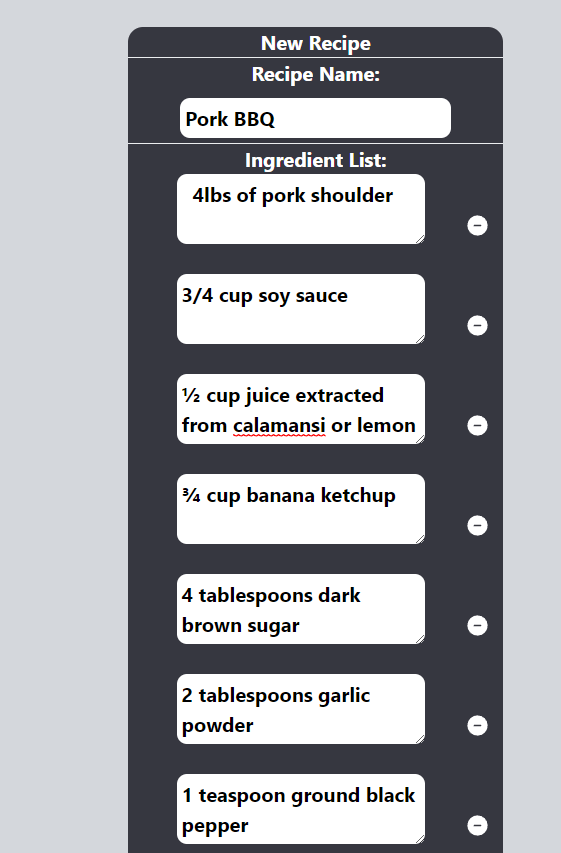 New Recipe
Recipe Name:
Pork BBQ
Ingredient List:
4lbs of pork shoulder
3/4 cup soy sauce
½ cup juice extracted
from calamansi or lemon
¾ cup banana ketchup
4 tablespoons dark
brown sugar
2 tablespoons garlic
powder
1 teaspoon ground black
pepper